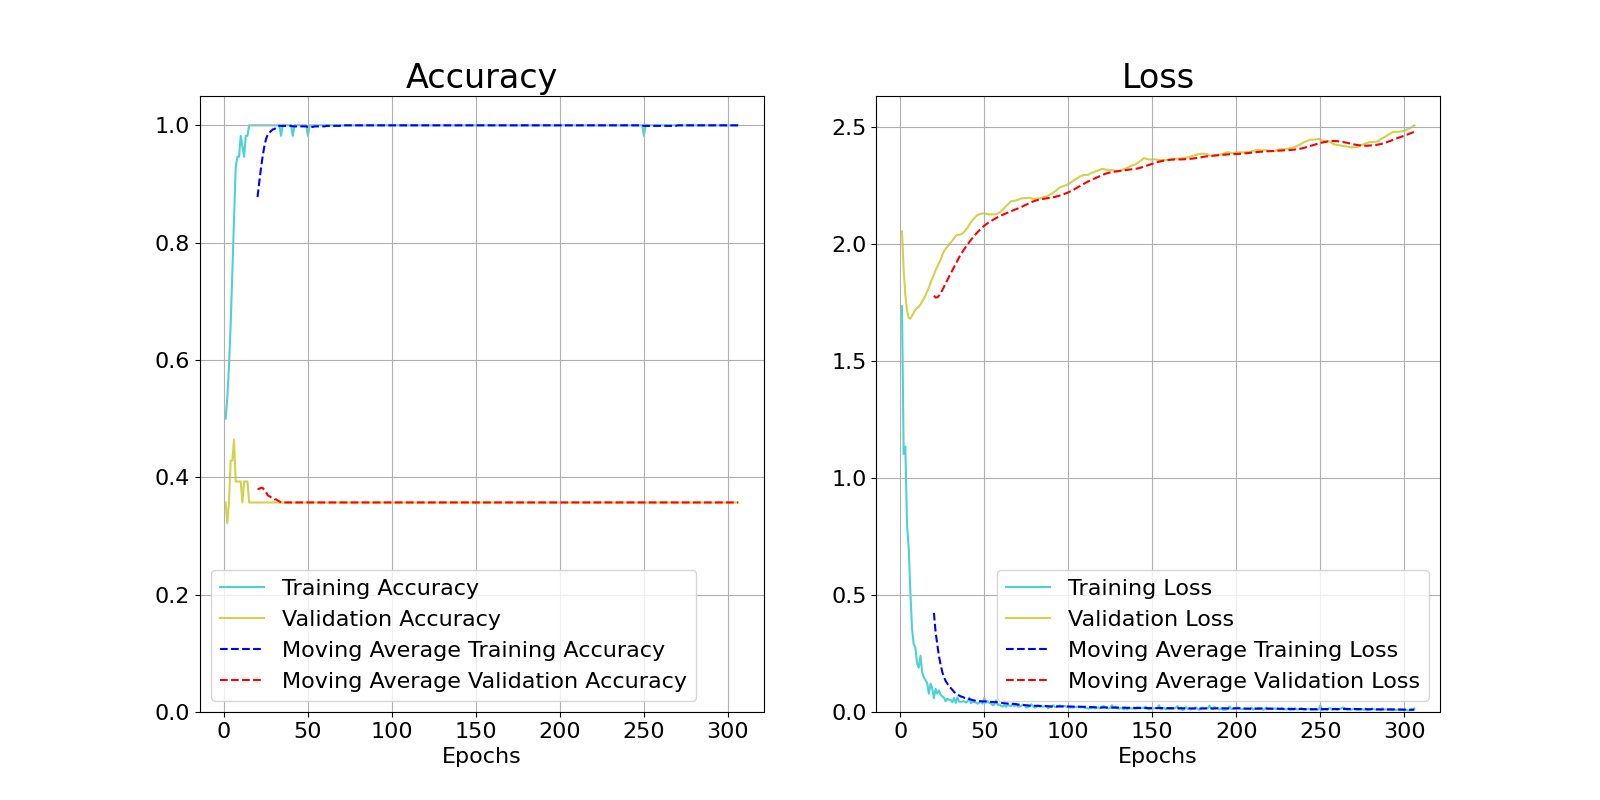 Accuracy
1.0
0.8
0.6
0.4
0.2
0.0
0 50 100 150 200 250 300
Epochs
Training Accuracy
Validation Accuracy
Moving Average Training Accuracy
Moving Average Validation Accuracy
Loss
2.5
2.0
1.5
1.0
0.5
0.0
0 50 100 150 200 250 300
Epochs
Training Loss
Validation Loss
Moving Average Training Loss
Moving Average Validation Loss